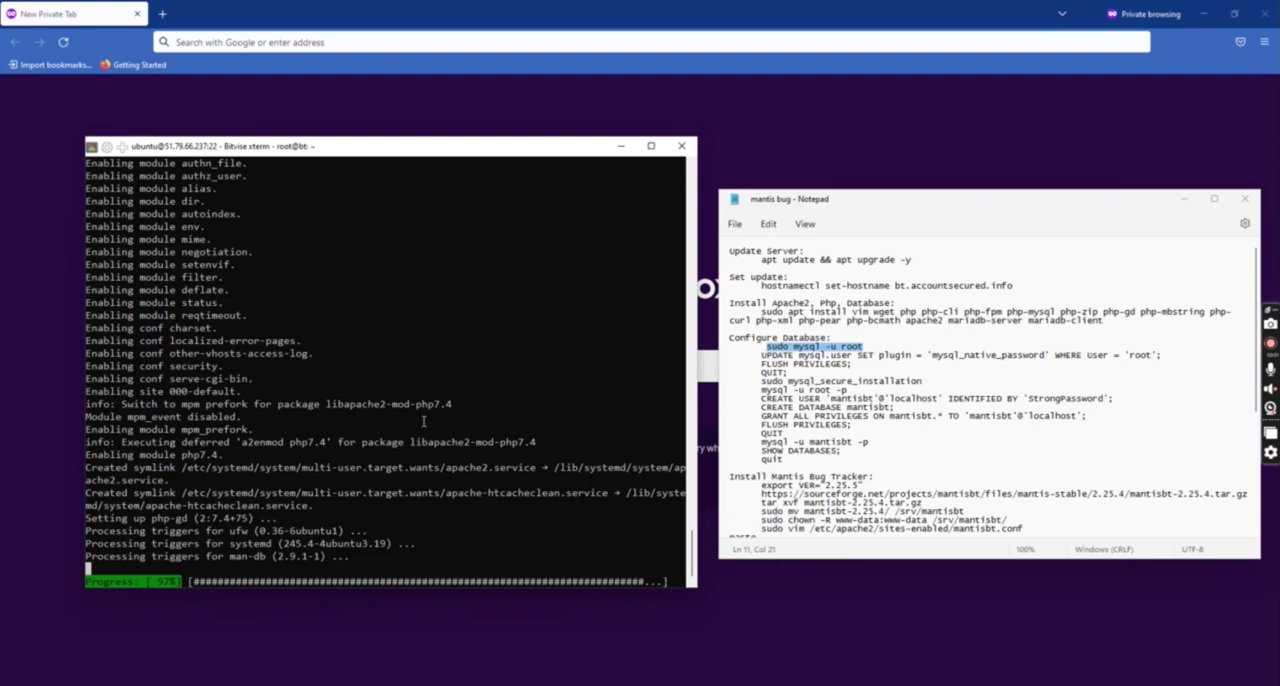 New Private Tab
Private browsing
Search with Google or enter address
Import bookmarks...
Getting Started
ubuntu@51.79.66.237:22 - Bitvise xterm - root@bt: ~
Enabling module authn_file.
Enabling module authz_user.
Enabling module alias.
Enabling module dir.
Enabling module autoindex.
Enabling module env.
Enabling module mime.
Enabling module negotiation.
Enabling module setenvif.
Enabling module filter.
Enabling module deflate.
Enabling module status.
Enabling module reqtimeout.
Enabling conf charset.
Enabling conf localized-error-pages.
Enabling conf other-vhosts-access-log.
Enabling conf security.
Enabling conf serve-cgi-bin.
Enabling site 000-default.
info: Switch to mpm prefork for package libapache2-mod-php7.4
Module mpm_event disabled.
Enabling module mpm_prefork.
info: Executing deferred 'a2enmod php7.4' for package libapache2-mod-php7.4
Enabling module php7.4.
Created symlink /etc/systemd/system/multi-user.target.wants/apache2.service → /lib/systemd/system/ap
ache2.service.
Created symlink /etc/systemd/system/multi-user.target.wants/apache-htcacheclean.service → /lib/syste
md/system/apache-htcacheclean.service.
Setting up php-gd (2:7.4+75) ...
Processing triggers for ufw (0.36-6ubuntu1) ...
Processing triggers for systemd (245.4-4ubuntu3.19) ...
Processing triggers for man-db (2.9.1-1) ...
Progress: [ 97%] [###########################################################################...]
mantis bug - Notepad
File Edit View
Update Server:
apt update && apt upgrade -y
Set update:
hostnamectl set-hostname bt.accountsecured.info
Install Apache2, Php, Database:
sudo apt install vim wget php php-cli php-fpm php-mysql php-zip php-gd php-mbstring php-
curl php-xml php-pear php-bcmath apache2 mariadb-server mariadb-client
Configure Database:
sudo mysql -u root
UPDATE mysql.user SET plugin = 'mysql_native_password' WHERE User = 'root';
FLUSH PRIVILEGES;
QUIT;
sudo mysql_secure_installation
mysql -u root -p
CREATE USER 'mantisbt'@'localhost' IDENTIFIED BY 'StrongPassword';
CREATE DATABASE mantisbt;
GRANT ALL PRIVILEGES ON mantisbt.* TO 'mantisbt'@'localhost';
FLUSH PRIVILEGES;
QUIT
mysql -u mantisbt -p
SHOW DATABASES;
quit
Install Mantis Bug Tracker:
export VER="2.25.5"
https://sourceforge.net/projects/mantisbt/files/mantis-stable/2.25.4/mantisbt-2.25.4.tar.gz
tar xvf mantisbt-2.25.4.tar.gz
sudo mv mantisbt-2.25.4/ /srv/mantisbt
sudo chown -R www-data:www-data /srv/mantisbt/
sudo vim /etc/apache2/sites-enabled/mantisbt.conf
Ln 11, Col 21
100%
Windows (CRLF)
UTF-8